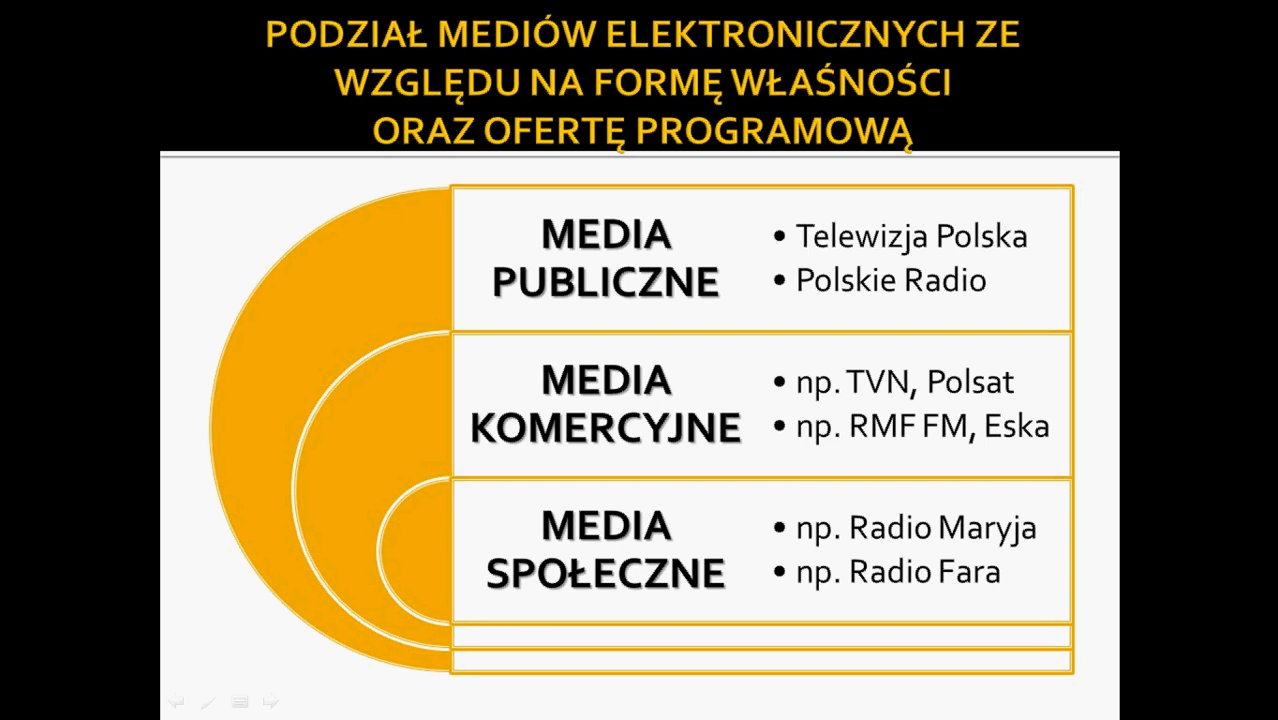 PODZIAŁ MEDIÓW ELEKTRONICZNYCH ZE
WZGLĘDU NA FORMĘ WŁAŚNOŚCI
ORAZ OFERTĘ PROGRAMOWĄ
MEDIA
PUBLICZNE
• Telewizja Polska
• Polskie Radio
MEDIA
KOMERCYJNE
• np. TVN, Polsat
• np. RMF FM, Eska
MEDIA
SPOŁECZNE
• np. Radio Maryja
• np. Radio Fara